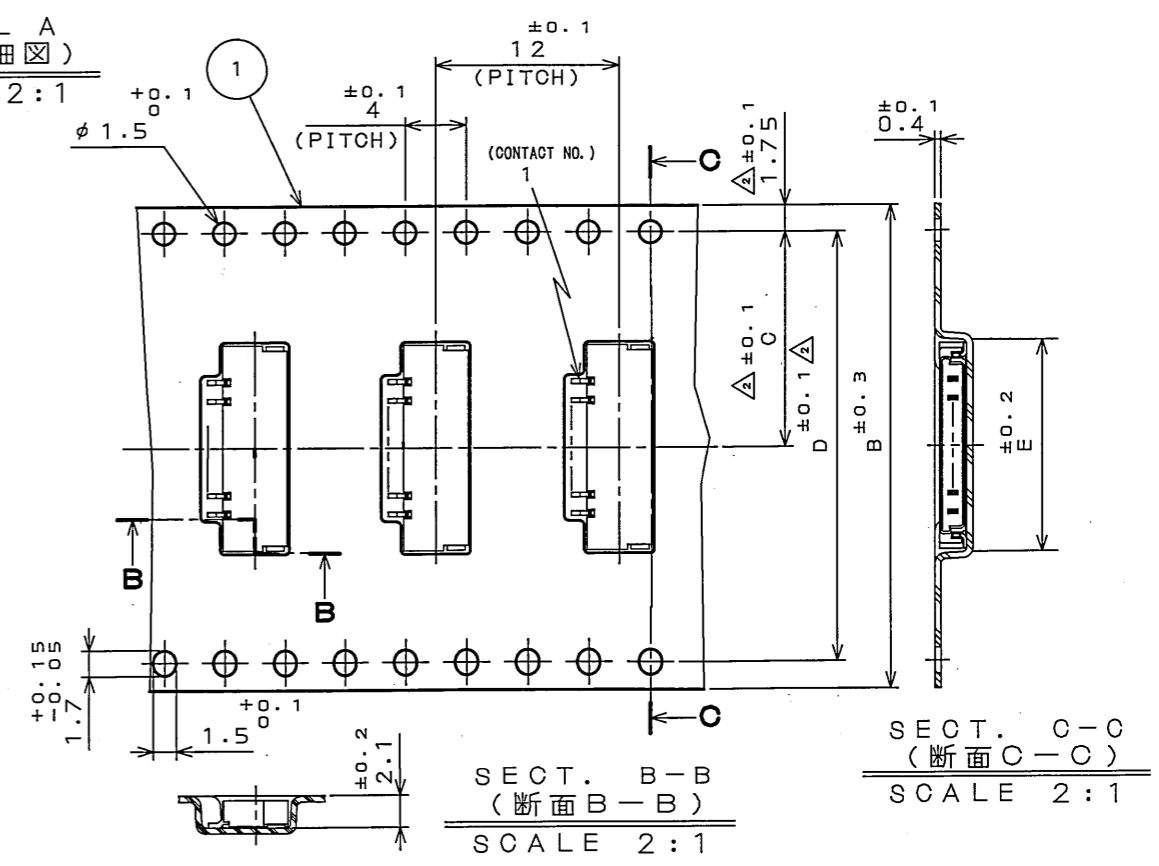 L A
細図)
2:1
1
±0.1
12
(PITCH)
+0.1
0
φ1.5
±0.1
4
(PITCH)
(CONTACT NO.)
1
C
2 ±0.1
1.75
±0.1
0.4
2 ±0.1
C
±0.1 2
D
±0.3
B
±0.2
E
B
B
+0.15
-0.05
1.7
+0.1
0
1.5
±0.2
2.1
C
SECT. B-B
(断面B-B)
SCALE 2:1
SECT. C-C
(断面C-C)
SCALE 2:1